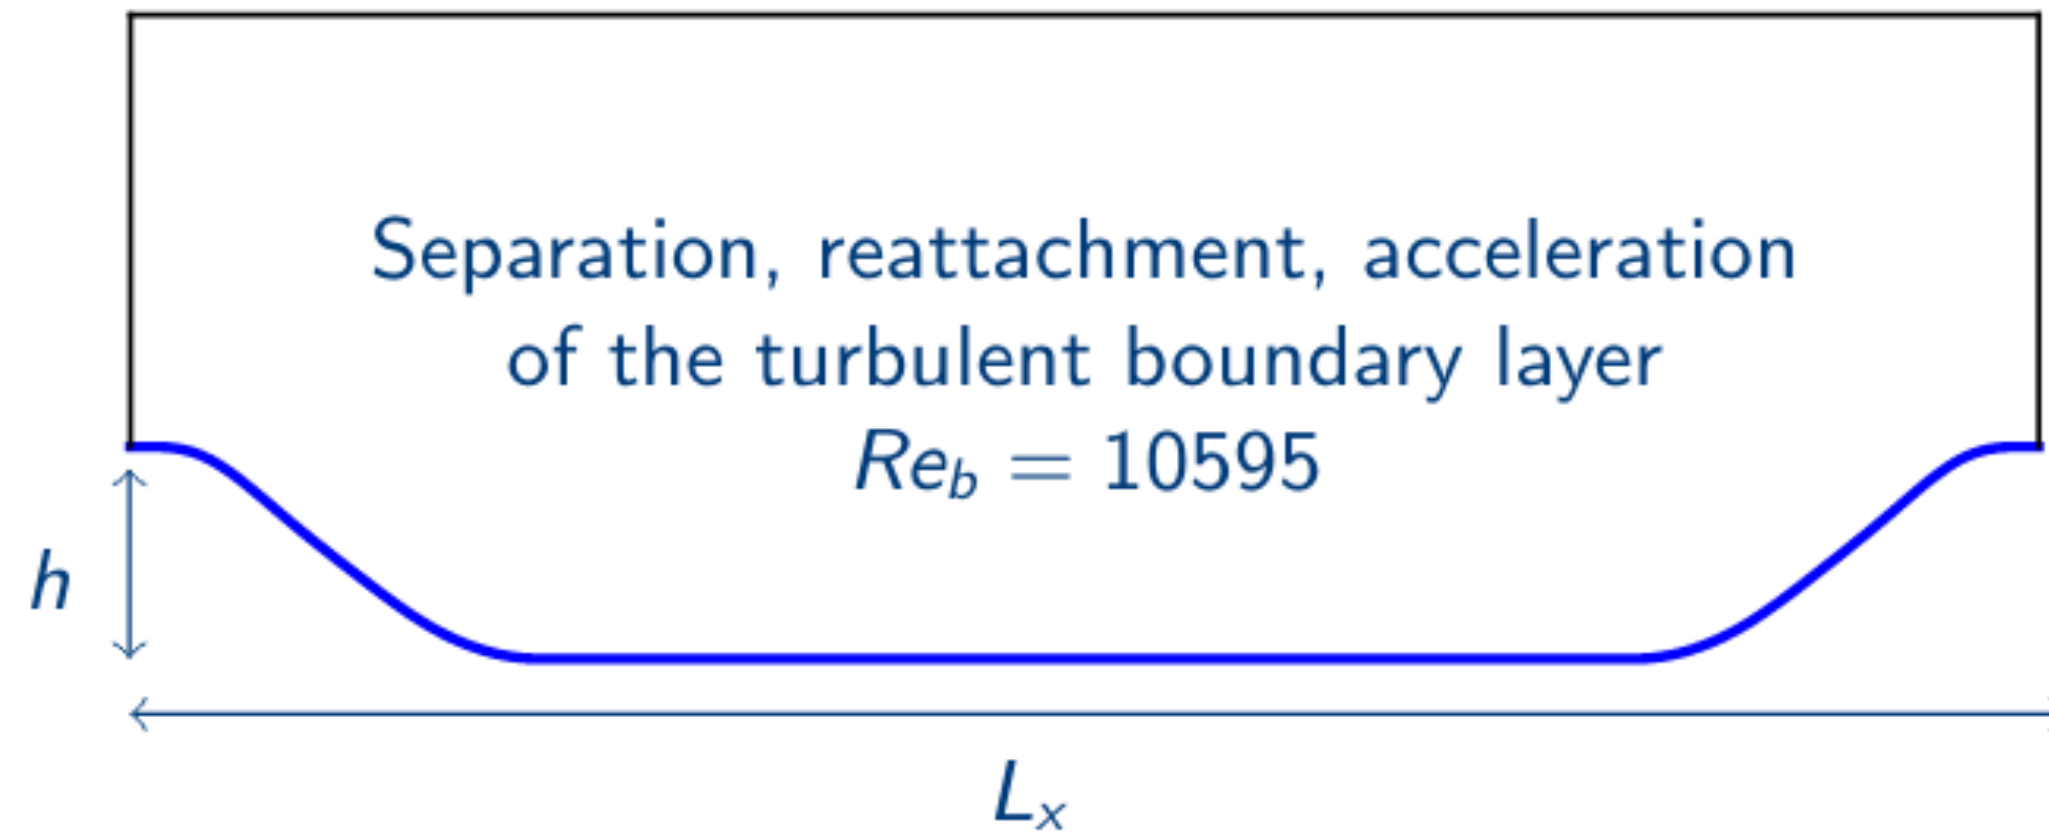 Separation, reattachment, acceleration
of the turbulent boundary layer
Re_b = 10595
h
L_x